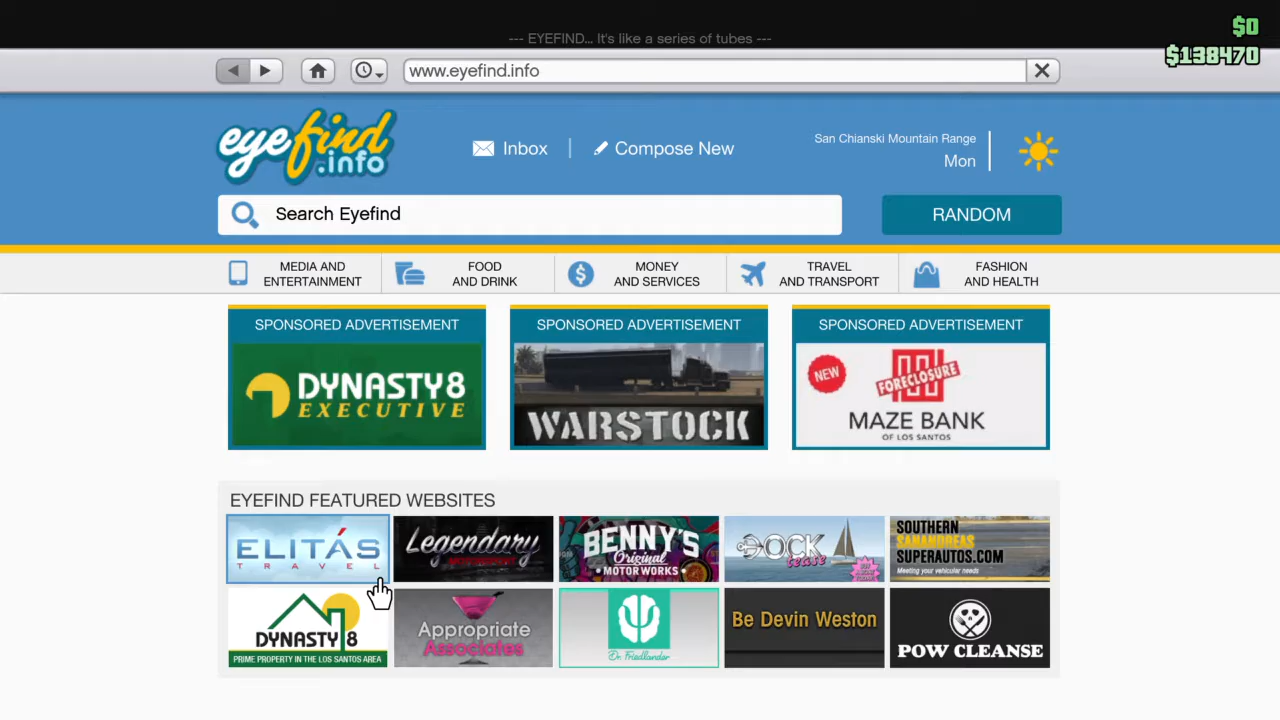 --- EYEFIND... It's like a series of tubes ---
$0
$138470
www.eyefind.info
eyefind
.info
Inbox
Compose New
San Chianski Mountain Range
Mon
Search Eyefind
RANDOM
MEDIA AND
ENTERTAINMENT
FOOD
AND DRINK
MONEY
AND SERVICES
TRAVEL
AND TRANSPORT
FASHION
AND HEALTH
SPONSORED ADVERTISEMENT
DYNASTY8
EXECUTIVE
SPONSORED ADVERTISEMENT
WARSTOCK
SPONSORED ADVERTISEMENT
NEW
FORECLOSURE
MAZE BANK
OF LOS SANTOS
EYEFIND FEATURED WEBSITES
ELITÁS
TRAVEL
Legendary
MOTORSPORT
BENNY'S
Original
MOTOR WORKS
DOCK
tease
SOUTHERN
SANANDREAS
SUPERAUTOS.COM
Meeting your vehicular needs
DYNASTY 8
PRIME PROPERTY IN THE LOS SANTOS AREA
Appropriate
Associates
Dr. Friedlander
Be Devin Weston
POW CLEANSE